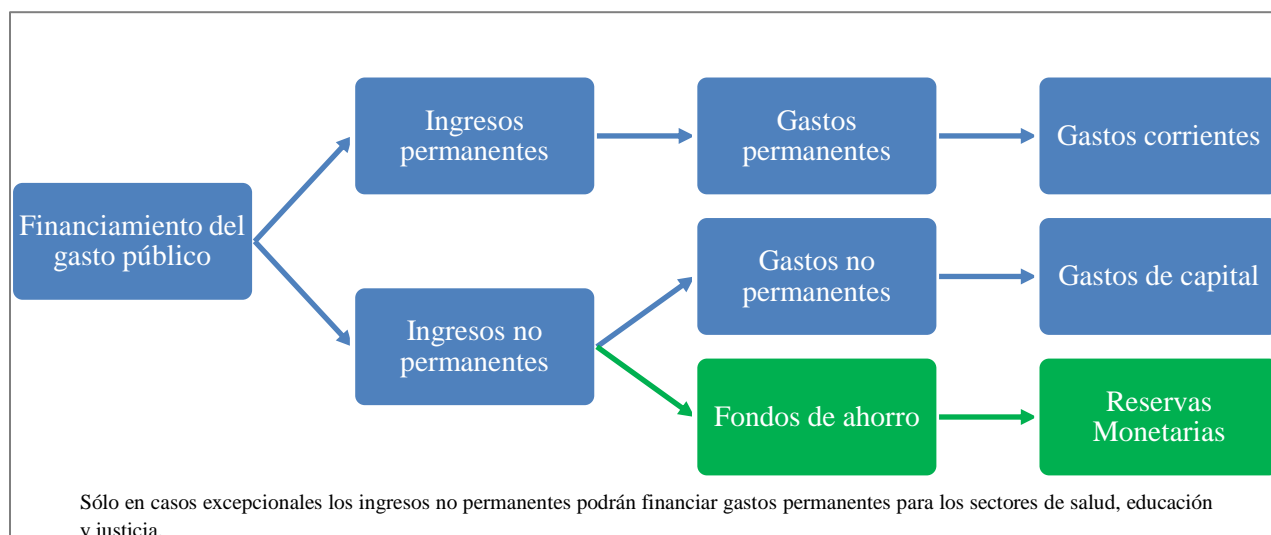 Financiamiento del
gasto público
Ingresos
permanentes
Gastos
permanentes
Gastos corrientes
Ingresos no
permanentes
Gastos no
permanentes
Gastos de capital
Fondos de ahorro
Reservas
Monetarias
Sólo en casos excepcionales los ingresos no permanentes podrán financiar gastos permanentes para los sectores de salud, educación
y justicia.